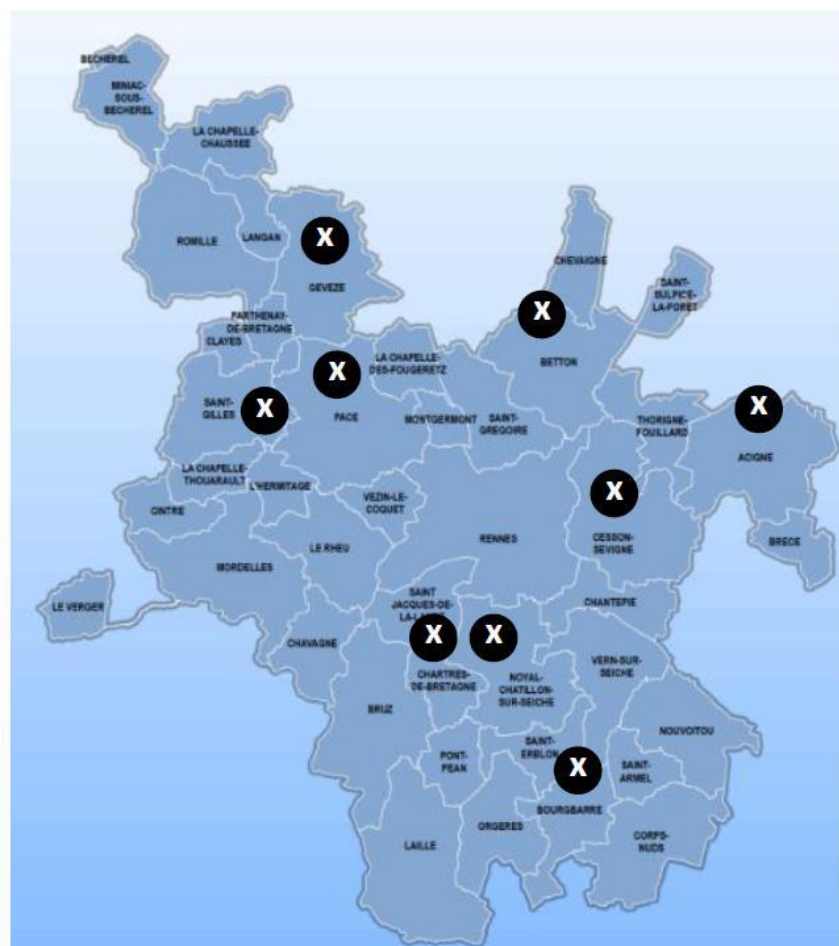 BECHEREL
MINIAC-
SOUS-
BECHEREL
LA CHAPELLE-
CHAUSSEE
ROMILLE
LANGAN
X
GEVEZE
CHEVAIGNE
SAINT-
SULPICE-
LA-FORET
X
BETTON
PARTHENAY-
DE-BRETAGNE
CLAYES
LA CHAPELLE-
DES-FOUGERETZ
X
SAINT-
GILLES
X
PACE
MONTGERMONT
SAINT-
GREGOIRE
THORIGNE-
FOUILLARD
X
ACIGNE
LA CHAPELLE-
THOUARAULT
L'HERMITAGE
CINTRE
VEZIN-LE-
COQUET
X
CESSON-
SEVIGNE
BRECE
RENNES
LE RHEU
MORDELLES
LE VERGER
SAINT
JACQUES-DE-
CHANTEPIE
X
X
CHAVAGNE
CHARTRES-
DE-BRETAGNE
NOYAL-
CHATILLON-
SUR-SEICHE
VERN-SUR-
SEICHE
BRUZ
NOUVOITOU
PONT-
PEAN
SAINT-
ERBLON
X
SAINT-
ARMEL
BOURGBARRE
ORGERES
LAILLE
CORPS-
NUDS